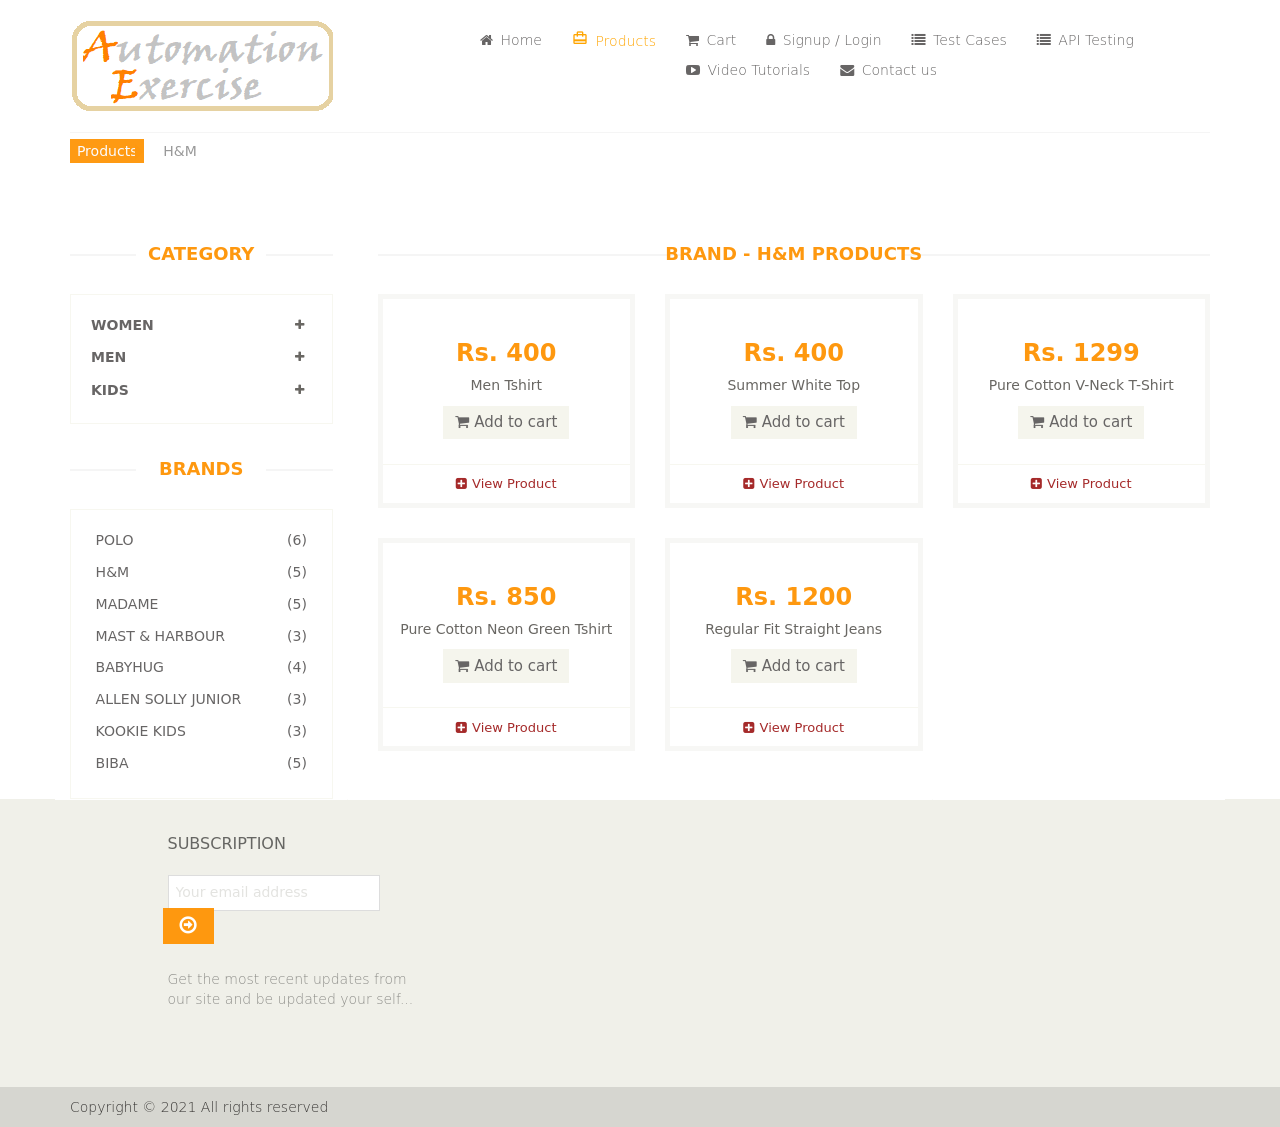 Automation
Exercise
Home
Products
Cart
Signup / Login
Test Cases
API Testing
Video Tutorials
Contact us
Products
H&M
CATEGORY
WOMEN
MEN
KIDS
BRANDS
POLO (6)
H&M (5)
MADAME (5)
MAST & HARBOUR (3)
BABYHUG (4)
ALLEN SOLLY JUNIOR (3)
KOOKIE KIDS (3)
BIBA (5)
BRAND - H&M PRODUCTS
Rs. 400
Men Tshirt
Add to cart
View Product
Rs. 400
Summer White Top
Add to cart
View Product
Rs. 1299
Pure Cotton V-Neck T-Shirt
Add to cart
View Product
Rs. 850
Pure Cotton Neon Green Tshirt
Add to cart
View Product
Rs. 1200
Regular Fit Straight Jeans
Add to cart
View Product
SUBSCRIPTION
Your email address
Get the most recent updates from
our site and be updated your self...
Copyright © 2021 All rights reserved